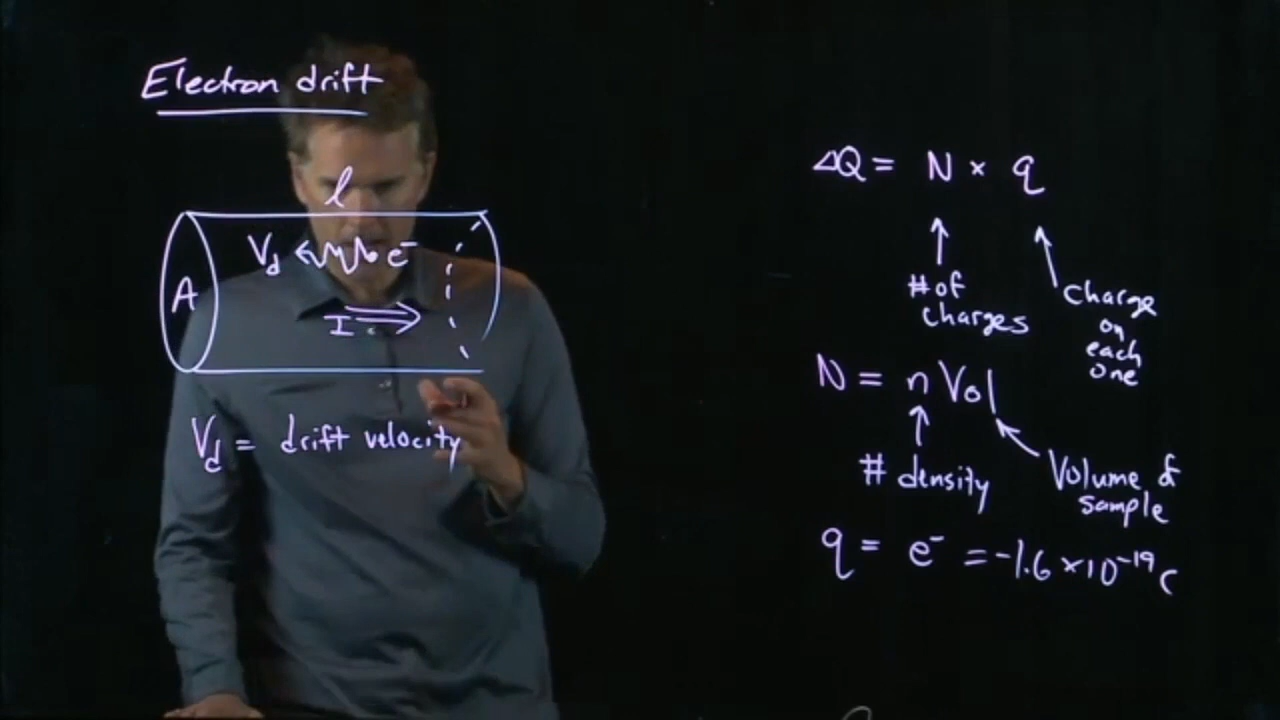 Electron drift
l
V_d e⁻
A
I
V_d = drift velocity
ΔQ = N × q
# of
charges
charge
on
each
one
N = n Vol
# density
Volume of
sample
q = e⁻ = -1.6 × 10⁻¹⁹ C